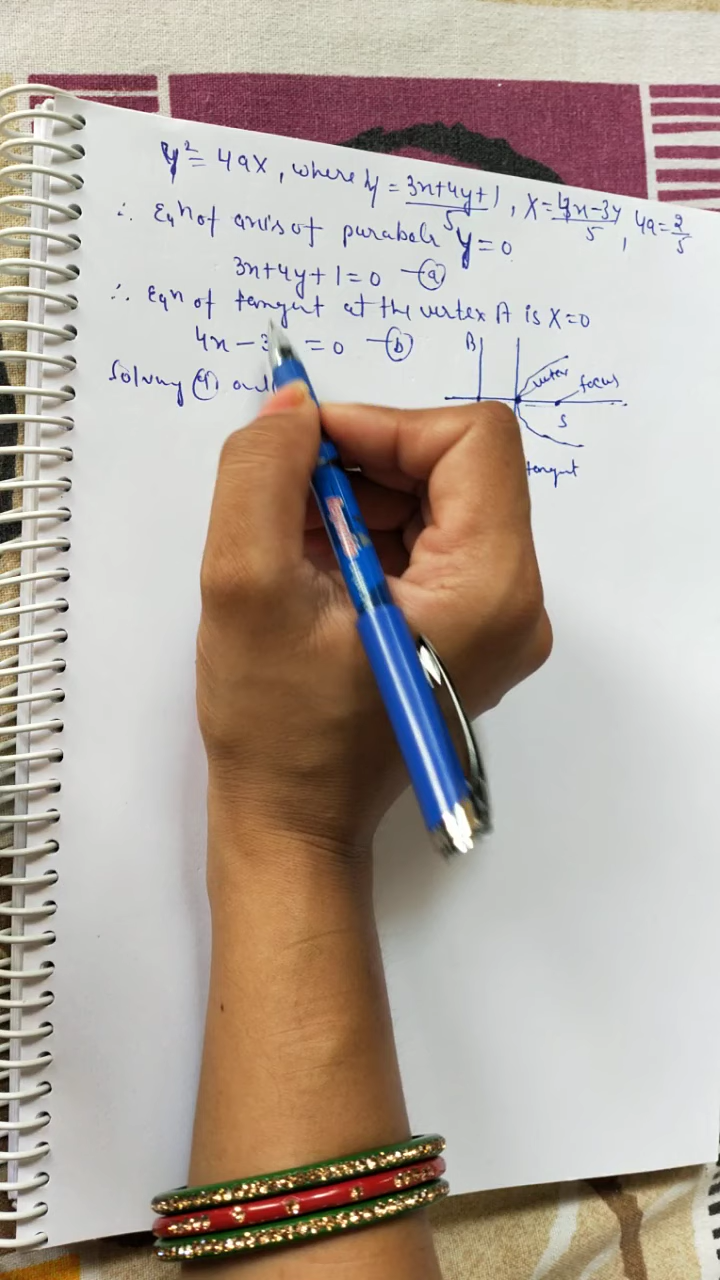 y² = 4aX, where y = 3x+4y+1/5, X = 4x-3y/5, 4a = 2/5
∴ Eqn of axis of parabola y = 0
3x+4y+1=0 —ⓐ
∴ Eqn of tangent at the vertex A is X=0
4x - 3 = 0 —ⓑ
Solving ⓐ and
B
vertex
focus
S
tangent